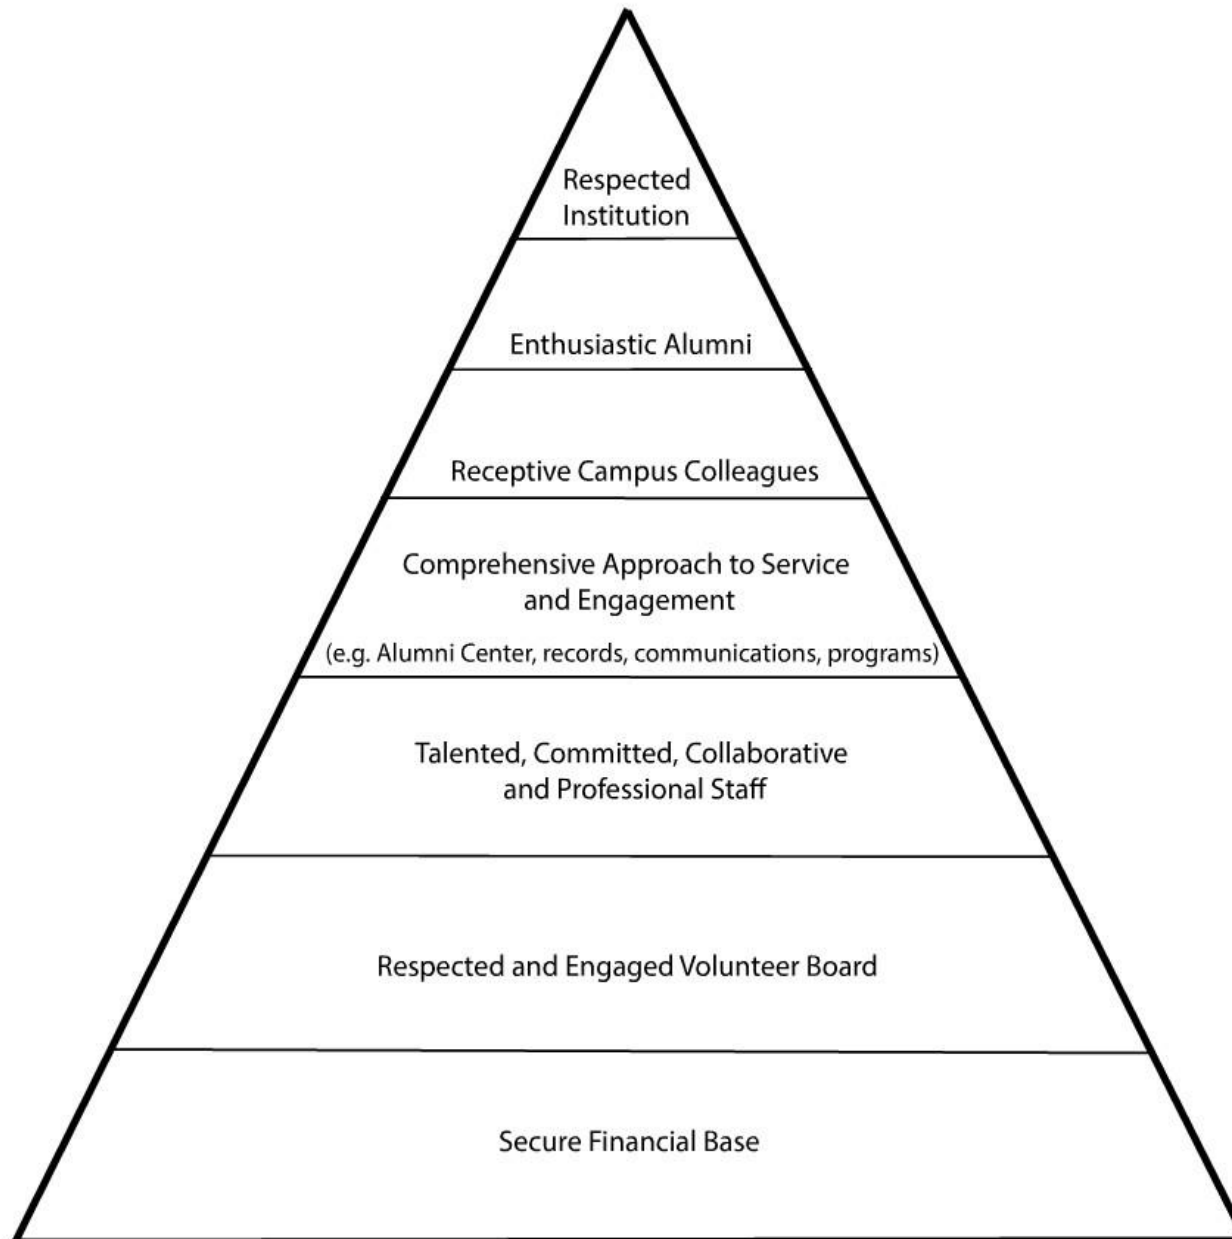 Respected
Institution
Enthusiastic Alumni
Receptive Campus Colleagues
Comprehensive Approach to Service
and Engagement
(e.g. Alumni Center, records, communications, programs)
Talented, Committed, Collaborative
and Professional Staff
Respected and Engaged Volunteer Board
Secure Financial Base